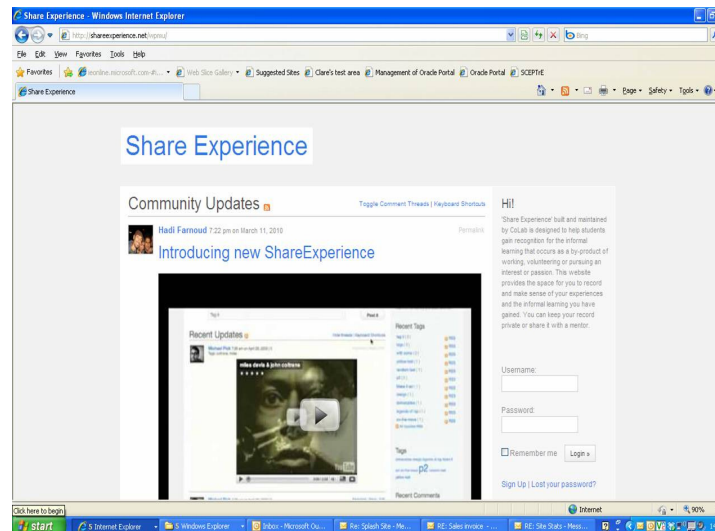 Share Experience - Windows Internet Explorer
http://shareexperience.net/wpmu/
Bing
File Edit View Favorites Tools Help
Favorites ieonline.microsoft.com-#i... Web Slice Gallery Suggested Sites Clare's test area Management of Oracle Portal Oracle Portal SCEPTrE
Share Experience
Page Safety Tools
Share Experience
Community Updates
Toggle Comment Threads | Keyboard Shortcuts
Hadi Farnoud 7:22 pm on March 11, 2010
Permalink
Introducing new ShareExperience
Post it
Recent Updates
Recent Tags
miles davis & john coltrane
You Tube
Tags
p2
Recent Comments
Hi!
'Share Experience' built and maintained
by CoLab is designed to help students
gain recognition for the informal
learning that occurs as a by-product of
working, volunteering or pursuing an
interest or passion. This website
provides the space for you to record
and make sense of your experiences
and the informal learning you have
gained. You can keep your record
private or share it with a mentor.
Username:
Password:
Remember me Login »
Sign Up | Lost your password?
Click here to begin
Internet 90%
start 5 Internet Explorer 5 Windows Explorer Inbox - Microsoft Ou... Re: Splash Site - Me... RE: Sales invoice - ... RE: Site Stats - Mess...